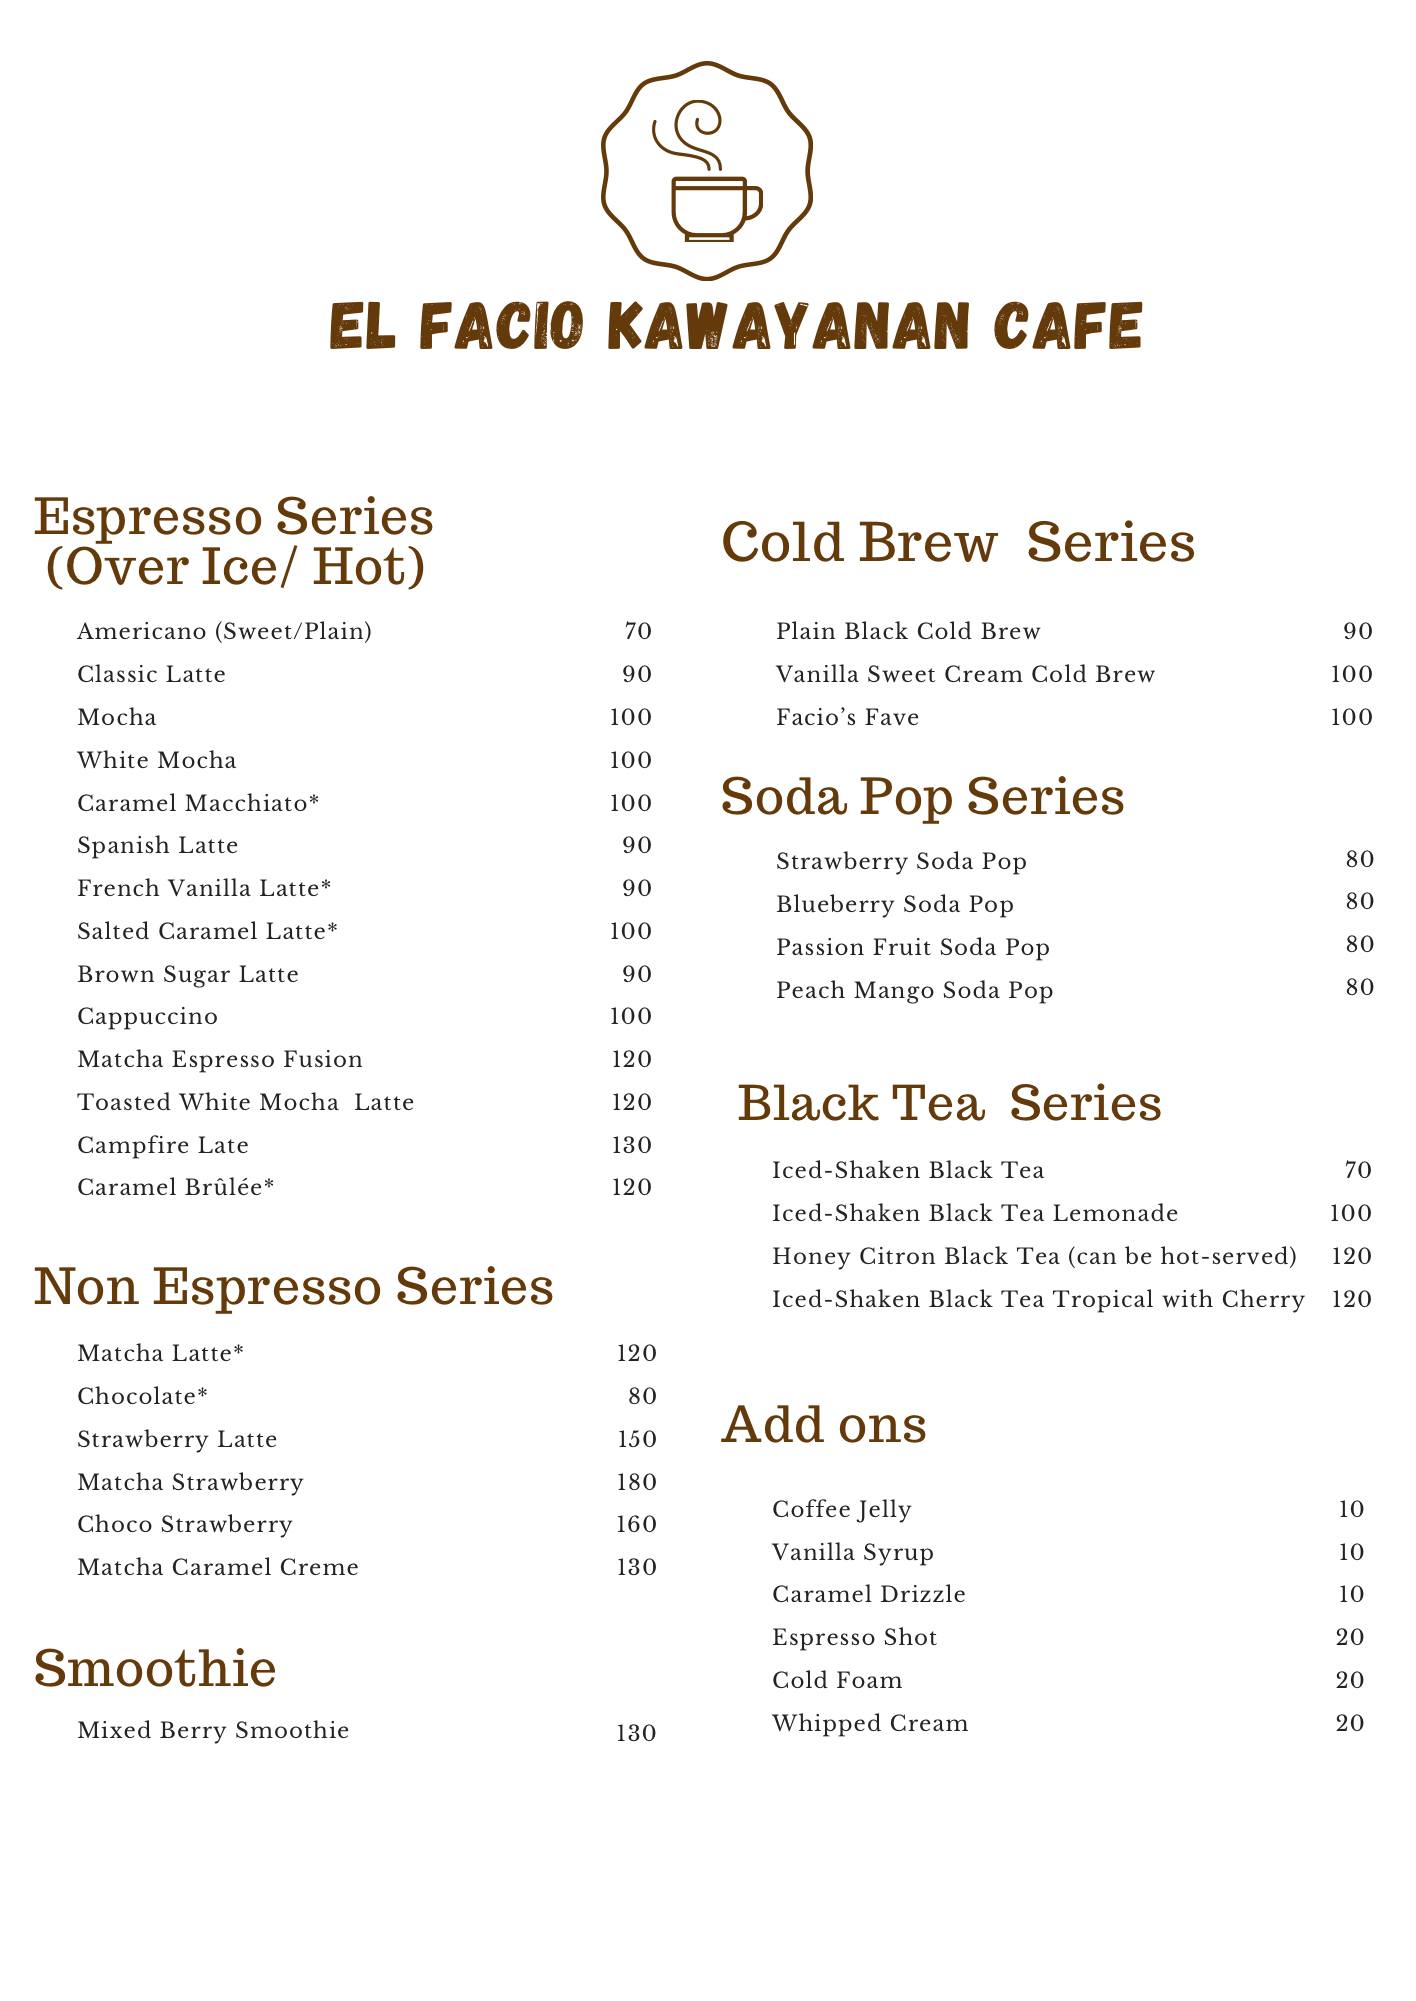 EL FACIO KAWAYANAN CAFE
Espresso Series
(Over Ice/ Hot)
Americano (Sweet/Plain) 70
Classic Latte 90
Mocha 100
White Mocha 100
Caramel Macchiato* 100
Spanish Latte 90
French Vanilla Latte* 90
Salted Caramel Latte* 100
Brown Sugar Latte 90
Cappuccino 100
Matcha Espresso Fusion 120
Toasted White Mocha Latte 120
Campfire Late 130
Caramel Brûlée* 120
Non Espresso Series
Matcha Latte* 120
Chocolate* 80
Strawberry Latte 150
Matcha Strawberry 180
Choco Strawberry 160
Matcha Caramel Creme 130
Smoothie
Mixed Berry Smoothie 130
Cold Brew Series
Plain Black Cold Brew 90
Vanilla Sweet Cream Cold Brew 100
Facio’s Fave 100
Soda Pop Series
Strawberry Soda Pop 80
Blueberry Soda Pop 80
Passion Fruit Soda Pop 80
Peach Mango Soda Pop 80
Black Tea Series
Iced-Shaken Black Tea 70
Iced-Shaken Black Tea Lemonade 100
Honey Citron Black Tea (can be hot-served) 120
Iced-Shaken Black Tea Tropical with Cherry 120
Add ons
Coffee Jelly 10
Vanilla Syrup 10
Caramel Drizzle 10
Espresso Shot 20
Cold Foam 20
Whipped Cream 20